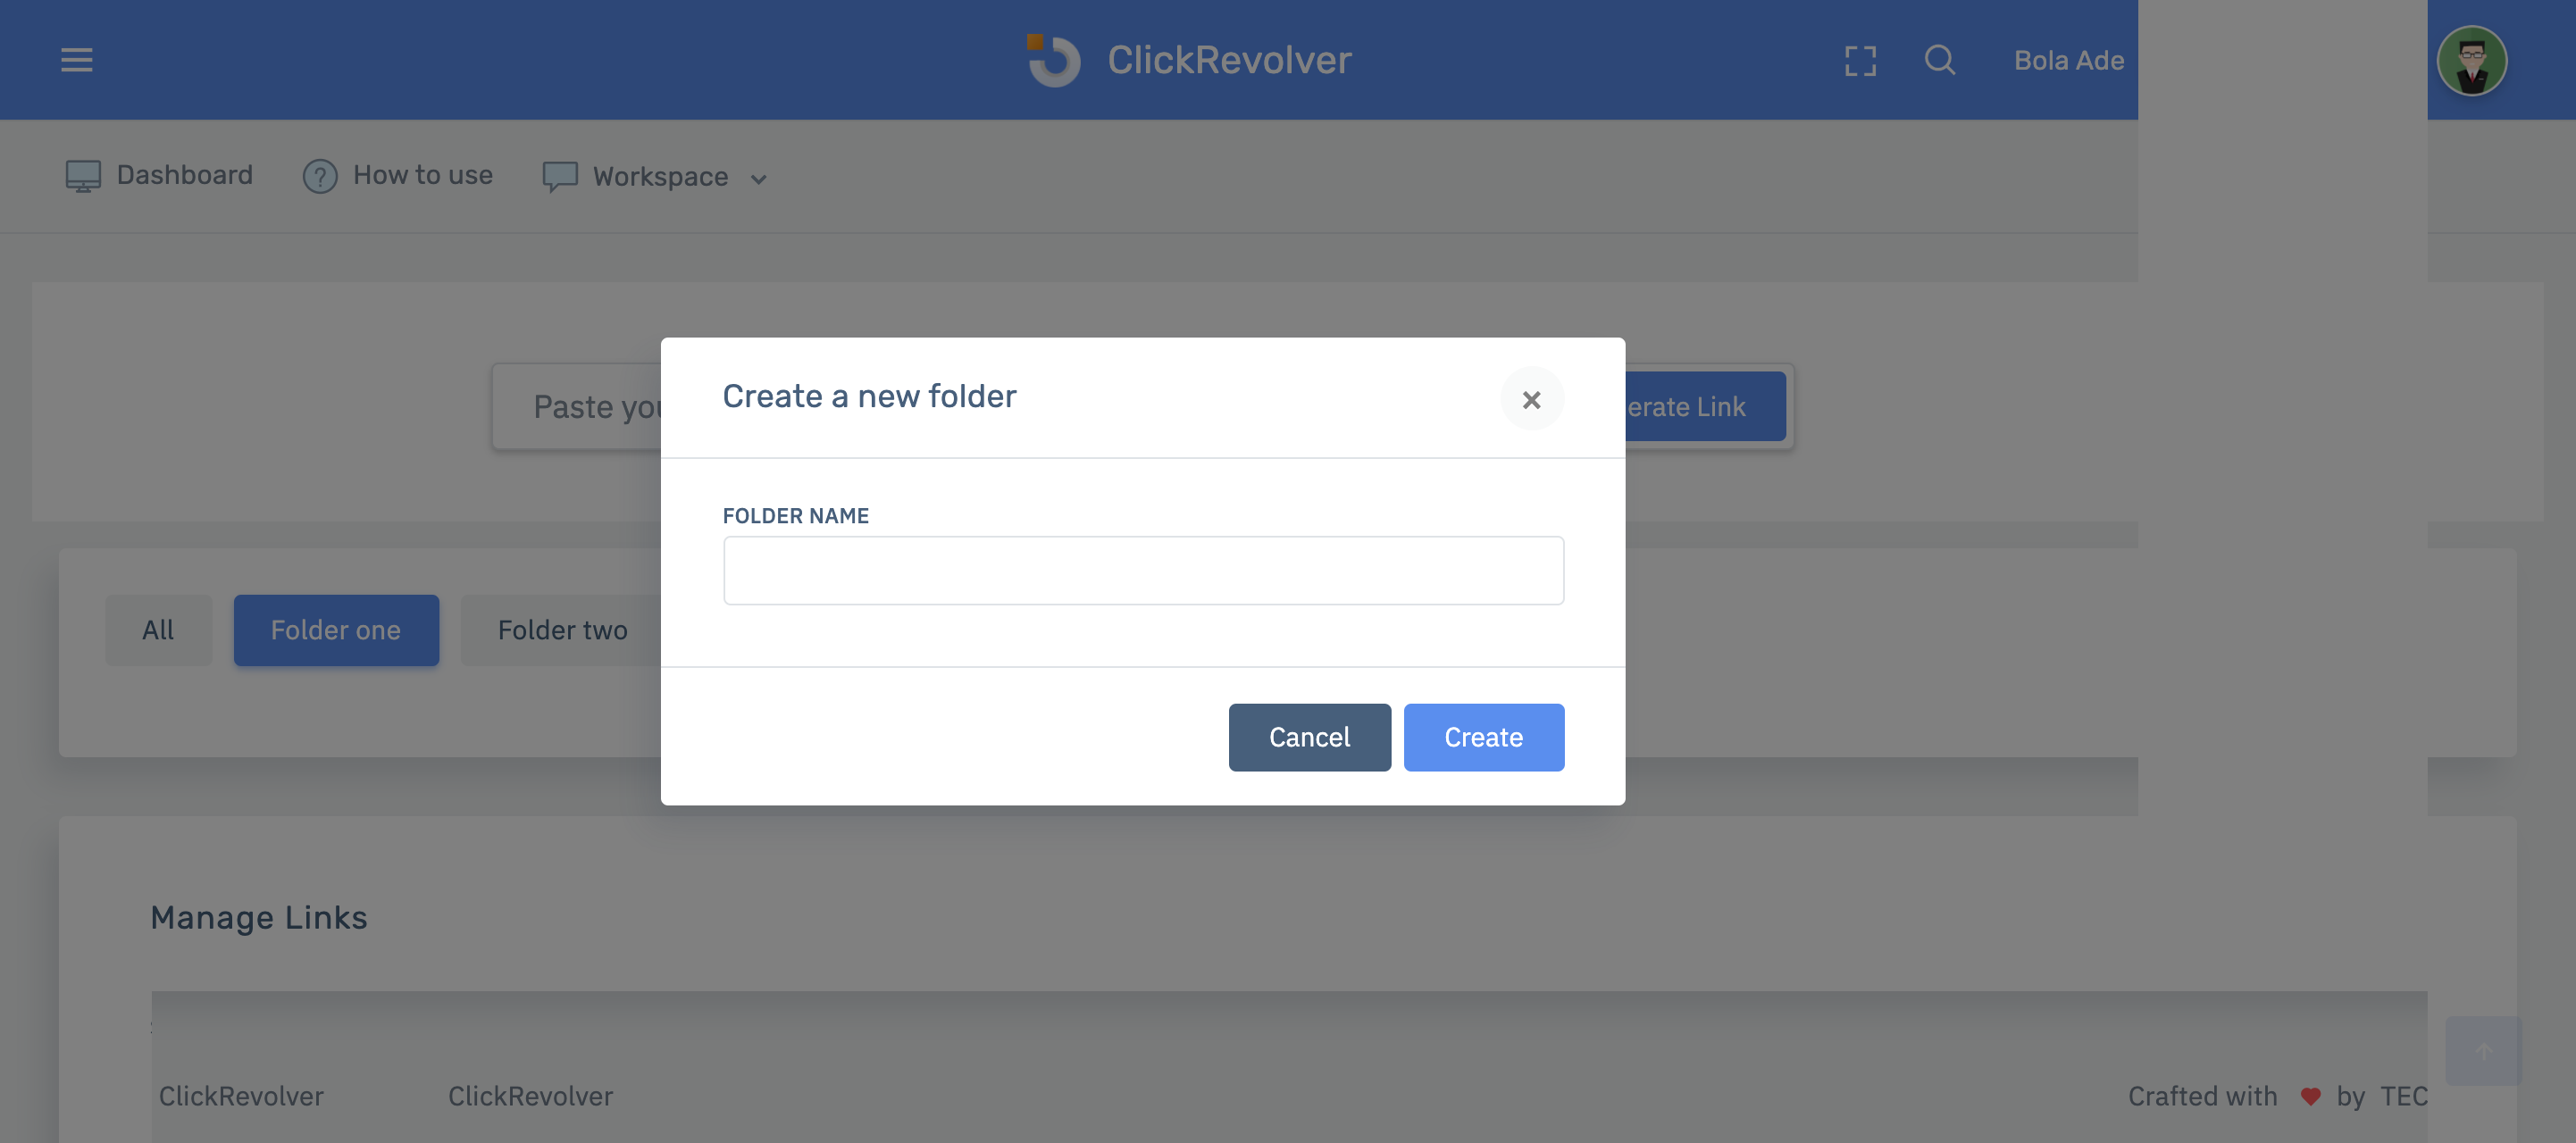 ClickRevolver
Bola Ade
Dashboard
How to use
Workspace
Create a new folder
Paste you
erate Link
FOLDER NAME
All
Folder one
Folder two
Cancel
Create
Manage Links
ClickRevolver
ClickRevolver
Crafted with ❤ by TEC